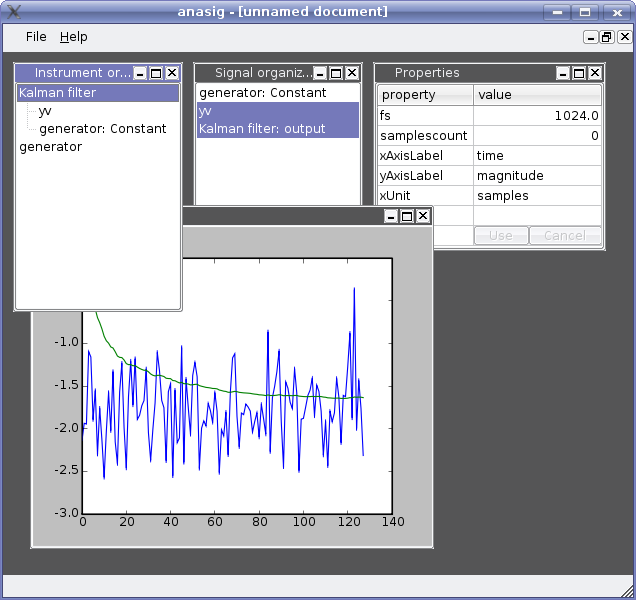 anasig - [unnamed document]
File Help
Instrument or...
Kalman filter
yv
generator: Constant
generator
Signal organiz...
generator: Constant
yv
Kalman filter: output
Properties
property value
fs 1024.0
samplescount 0
xAxisLabel time
yAxisLabel magnitude
xUnit samples
Use Cancel
-1.0
-1.5
-2.0
-2.5
-3.0
0 20 40 60 80 100 120 140